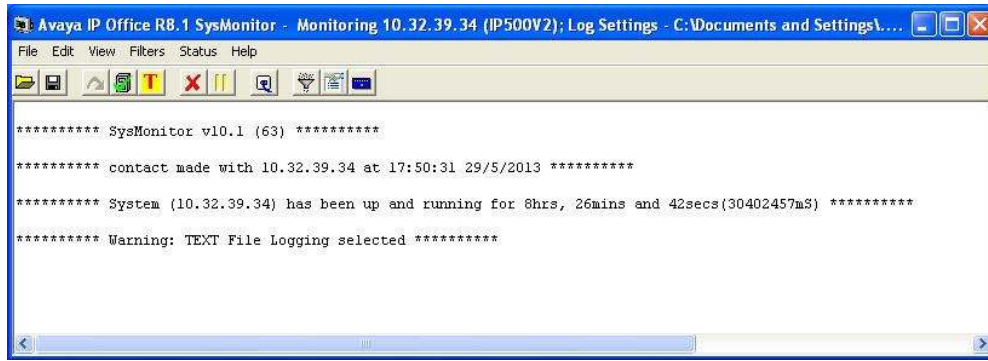 Avaya IP Office R8.1 SysMonitor - Monitoring 10.32.39.34 (IP500V2); Log Settings - C:\Documents and Settings\....
File Edit View Filters Status Help
T
********** SysMonitor v10.1 (63) **********
********** contact made with 10.32.39.34 at 17:50:31 29/5/2013 **********
********** System (10.32.39.34) has been up and running for 8hrs, 26mins and 42secs(30402457mS) **********
********** Warning: TEXT File Logging selected **********